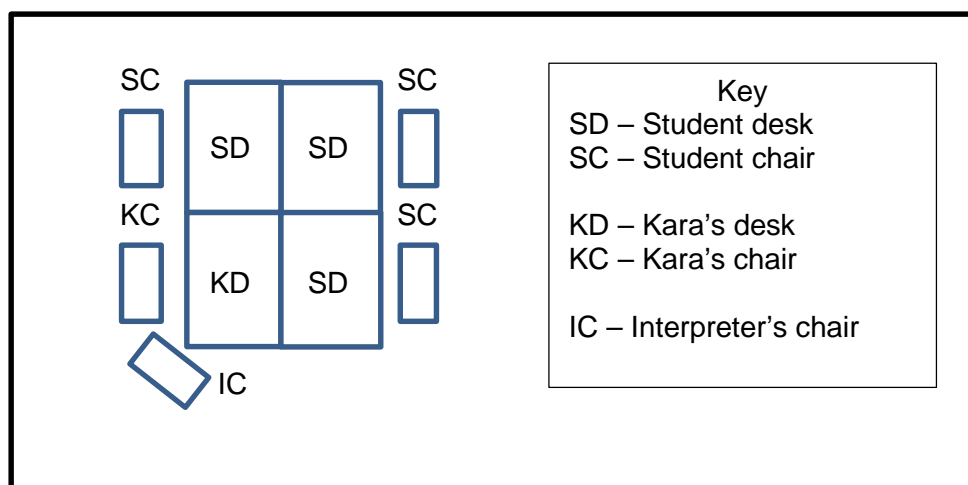 SC SC
SD SD
KC SC
KD SD
IC
Key
SD – Student desk
SC – Student chair
KD – Kara’s desk
KC – Kara’s chair
IC – Interpreter’s chair